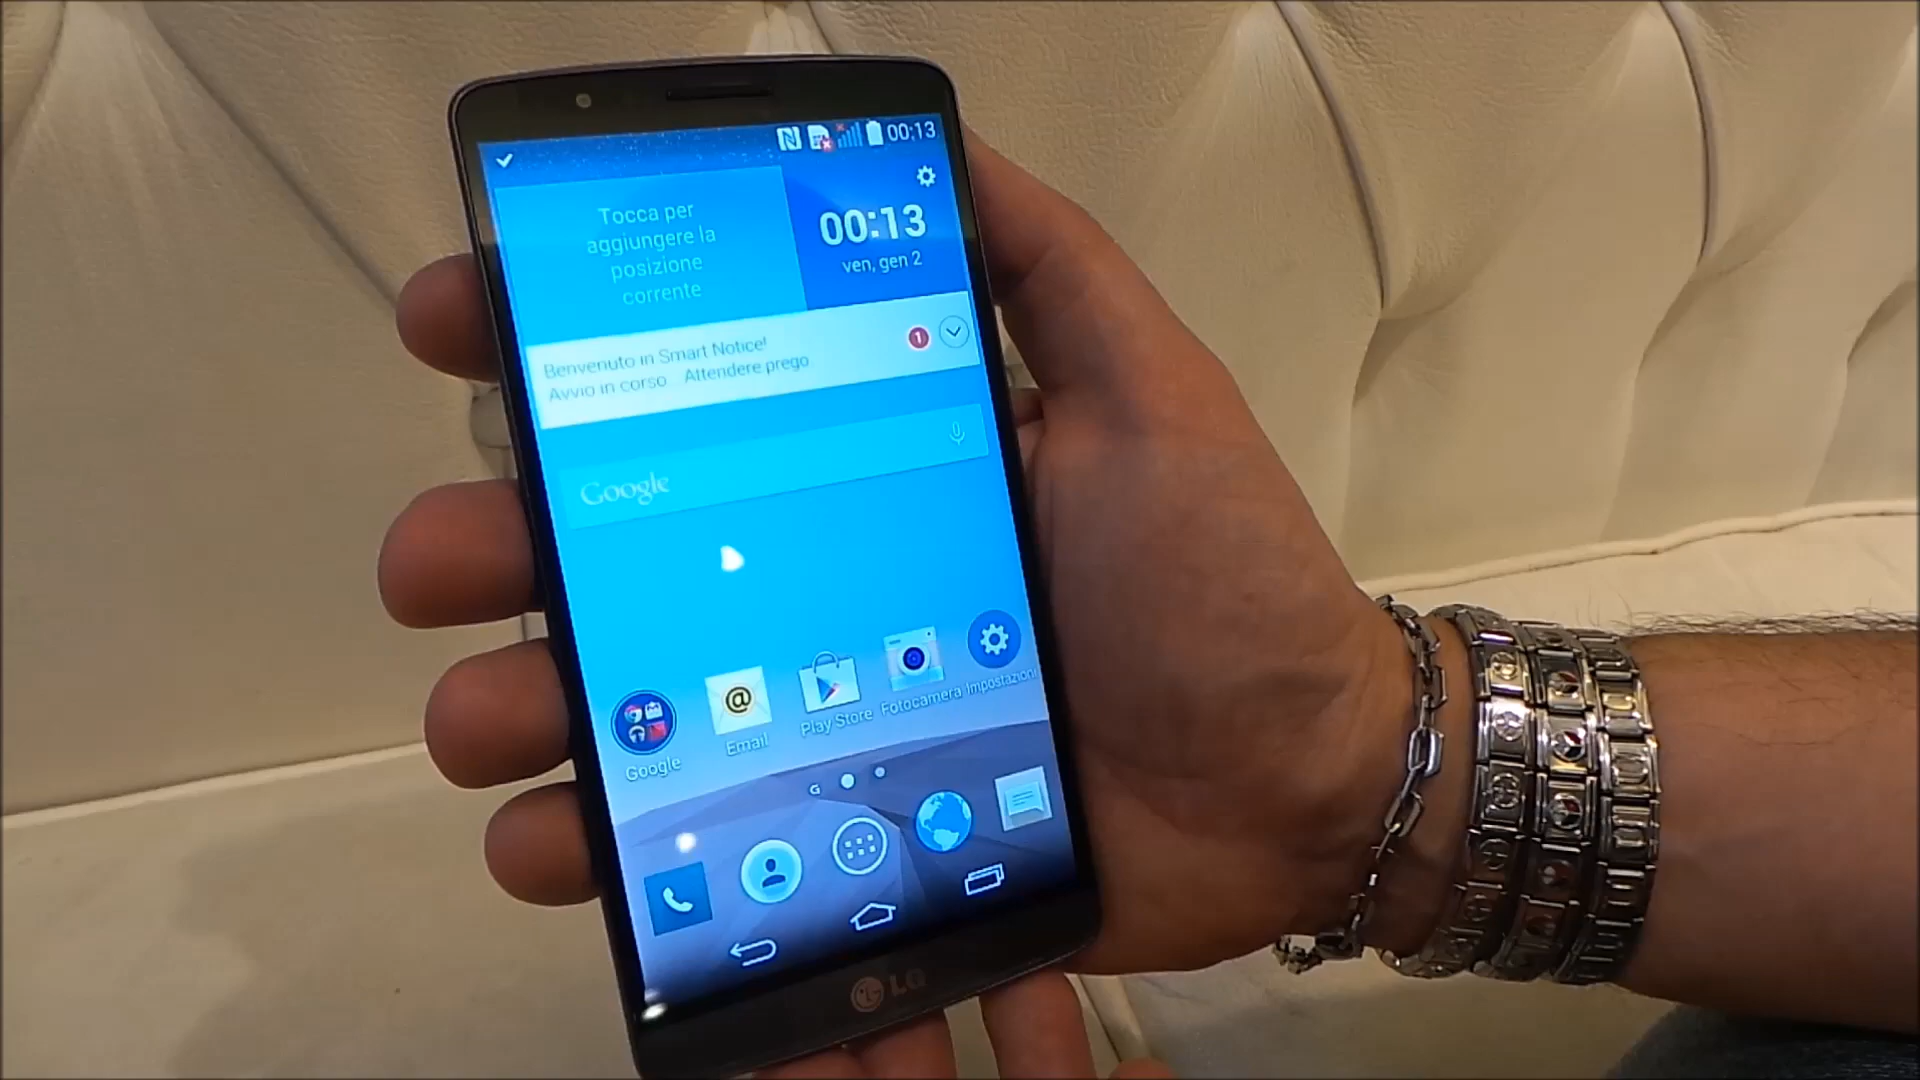 00:13
Tocca per
aggiungere la
posizione
corrente
00:13
ven, gen 2
Benvenuto in Smart Notice!
Avvio in corso... Attendere prego
1
Google
Google
Email
Play Store
Fotocamera
Impostazioni
G
LG